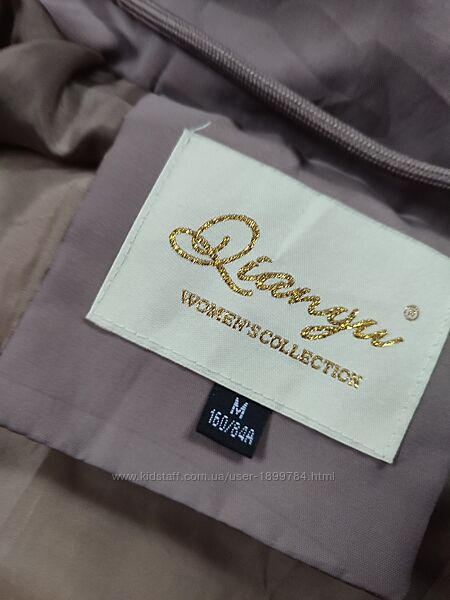 Qianyu ®
WOMEN'S COLLECTION
M
160/84A
www.kidstaff.com.ua/user-1899784.html